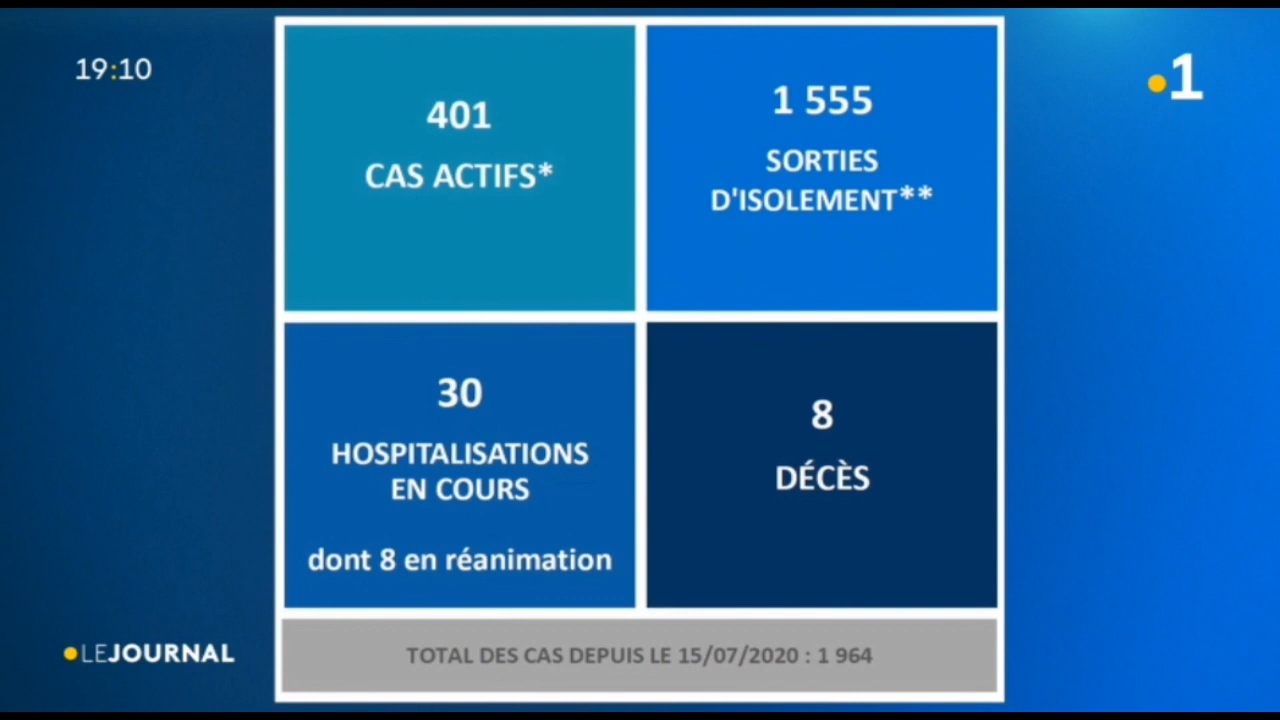 19:10
1
401
CAS ACTIFS*
1 555
SORTIES
D'ISOLEMENT**
30
HOSPITALISATIONS
EN COURS
dont 8 en réanimation
8
DÉCÈS
LEJOURNAL
TOTAL DES CAS DEPUIS LE 15/07/2020 : 1 964